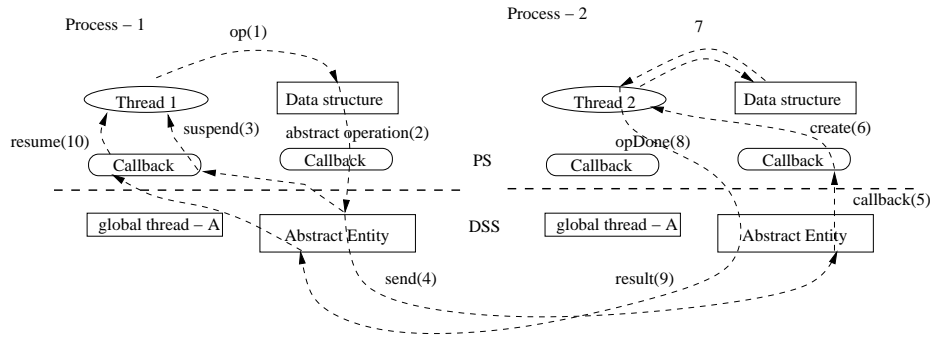 Process – 1
Process – 2
op(1)
7
Thread 1
Data structure
Thread 2
Data structure
suspend(3)
abstract operation(2)
create(6)
resume(10)
opDone(8)
Callback
Callback
PS
Callback
Callback
callback(5)
global thread – A
Abstract Entity
DSS
global thread – A
Abstract Entity
send(4)
result(9)